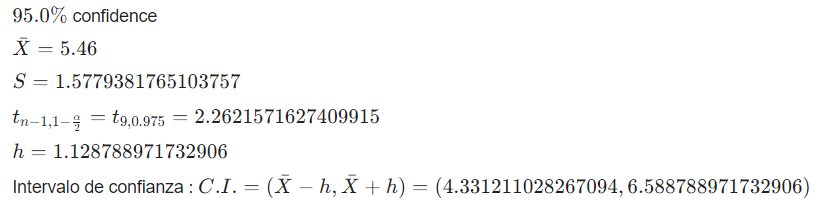 95.0% confidence
X̄ = 5.46
S = 1.5779381765103757
t_{n−1,1−α/2} = t_{9,0.975} = 2.2621571627409915
h = 1.128788971732906
Intervalo de confianza : C.I. = (X̄ − h, X̄ + h) = (4.331211028267094, 6.588788971732906)